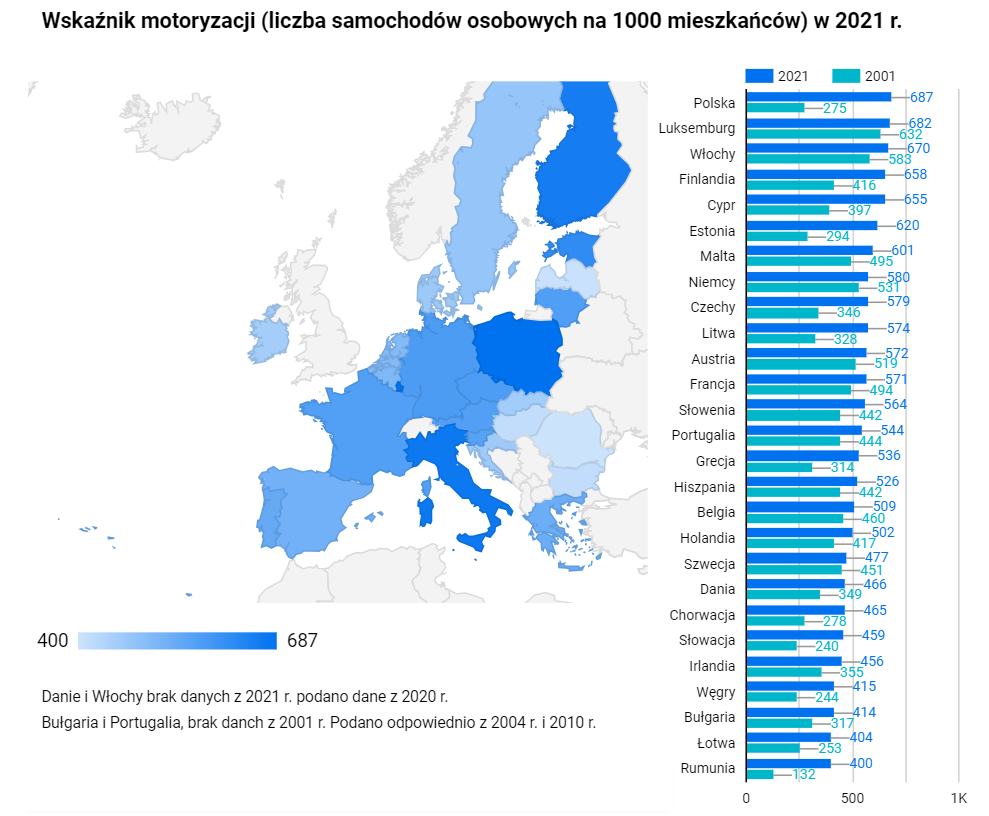 Wskaźnik motoryzacji (liczba samochodów osobowych na 1000 mieszkańców) w 2021 r.
2021 2001
Polska 687 275
Luksemburg 682 632
Włochy 670 583
Finlandia 658 416
Cypr 655 397
Estonia 620 294
Malta 601 495
Niemcy 580 531
Czechy 579 346
Litwa 574 328
Austria 572 519
Francja 571 494
Słowenia 564 442
Portugalia 544 444
Grecja 536 314
Hiszpania 526 442
Belgia 509 460
Holandia 502 417
Szwecja 477 451
Dania 466 349
Chorwacja 465 278
Słowacja 459 240
Irlandia 456 355
Węgry 415 244
Bułgaria 414 317
Łotwa 404 253
Rumunia 400 132
0 500 1K
400 687
Danie i Włochy brak danych z 2021 r. podano dane z 2020 r.
Bułgaria i Portugalia, brak danch z 2001 r. Podano odpowiednio z 2004 r. i 2010 r.